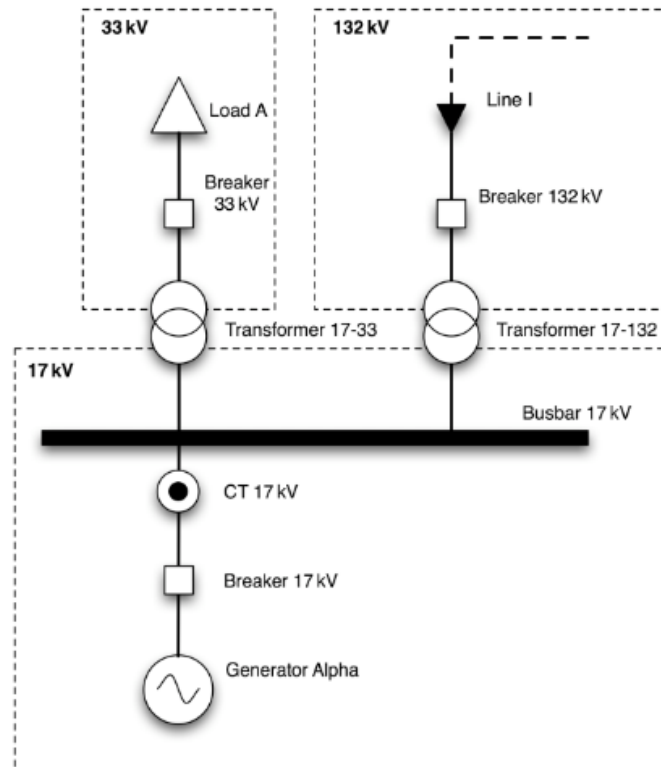 33 kV
132 kV
Load A
Line I
Breaker
33 kV
Breaker 132 kV
Transformer 17-33
Transformer 17-132
17 kV
Busbar 17 kV
CT 17 kV
Breaker 17 kV
Generator Alpha